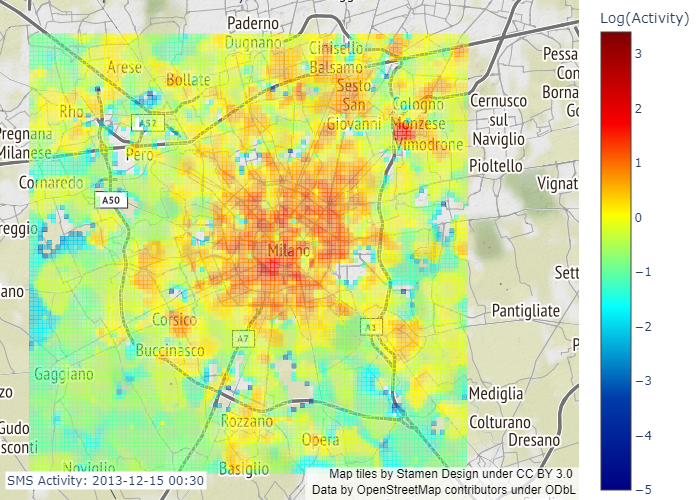 Paderno
Dugnano
Cinisello
Balsamo
Arese
Bollate
Sesto
San
Giovanni
Rho
A52
Pero
Cologno
Monzese
Vimodrone
Cernusco
sul
Naviglio
Pioltello
Pessa
Con
Borna
Go
Vignat
Pregnana
Milanese
Cornaredo
A50
reggio
Milano
ano
Sett
Pantigliate
P
Corsico
A7
A1
Buccinasco
Gaggiano
zo
Gudo
sconti
Rozzano
Opera
Mediglia
Colturano
Dresano
Noviglio
Basiglio
SMS Activity: 2013-12-15 00:30
Map tiles by Stamen Design under CC BY 3.0
Data by OpenStreetMap contributors under ODbL
Log(Activity)
3
2
1
0
−1
−2
−3
−4
−5